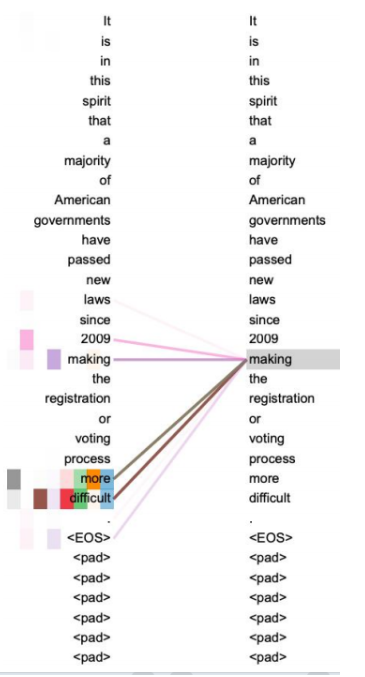 It It
is is
in in
this this
spirit spirit
that that
a a
majority majority
of of
American American
governments governments
have have
passed passed
new new
laws laws
since since
2009 2009
making making
the the
registration registration
or or
voting voting
process process
more more
difficult difficult
. .
<EOS> <EOS>
<pad> <pad>
<pad> <pad>
<pad> <pad>
<pad> <pad>
<pad> <pad>
<pad> <pad>